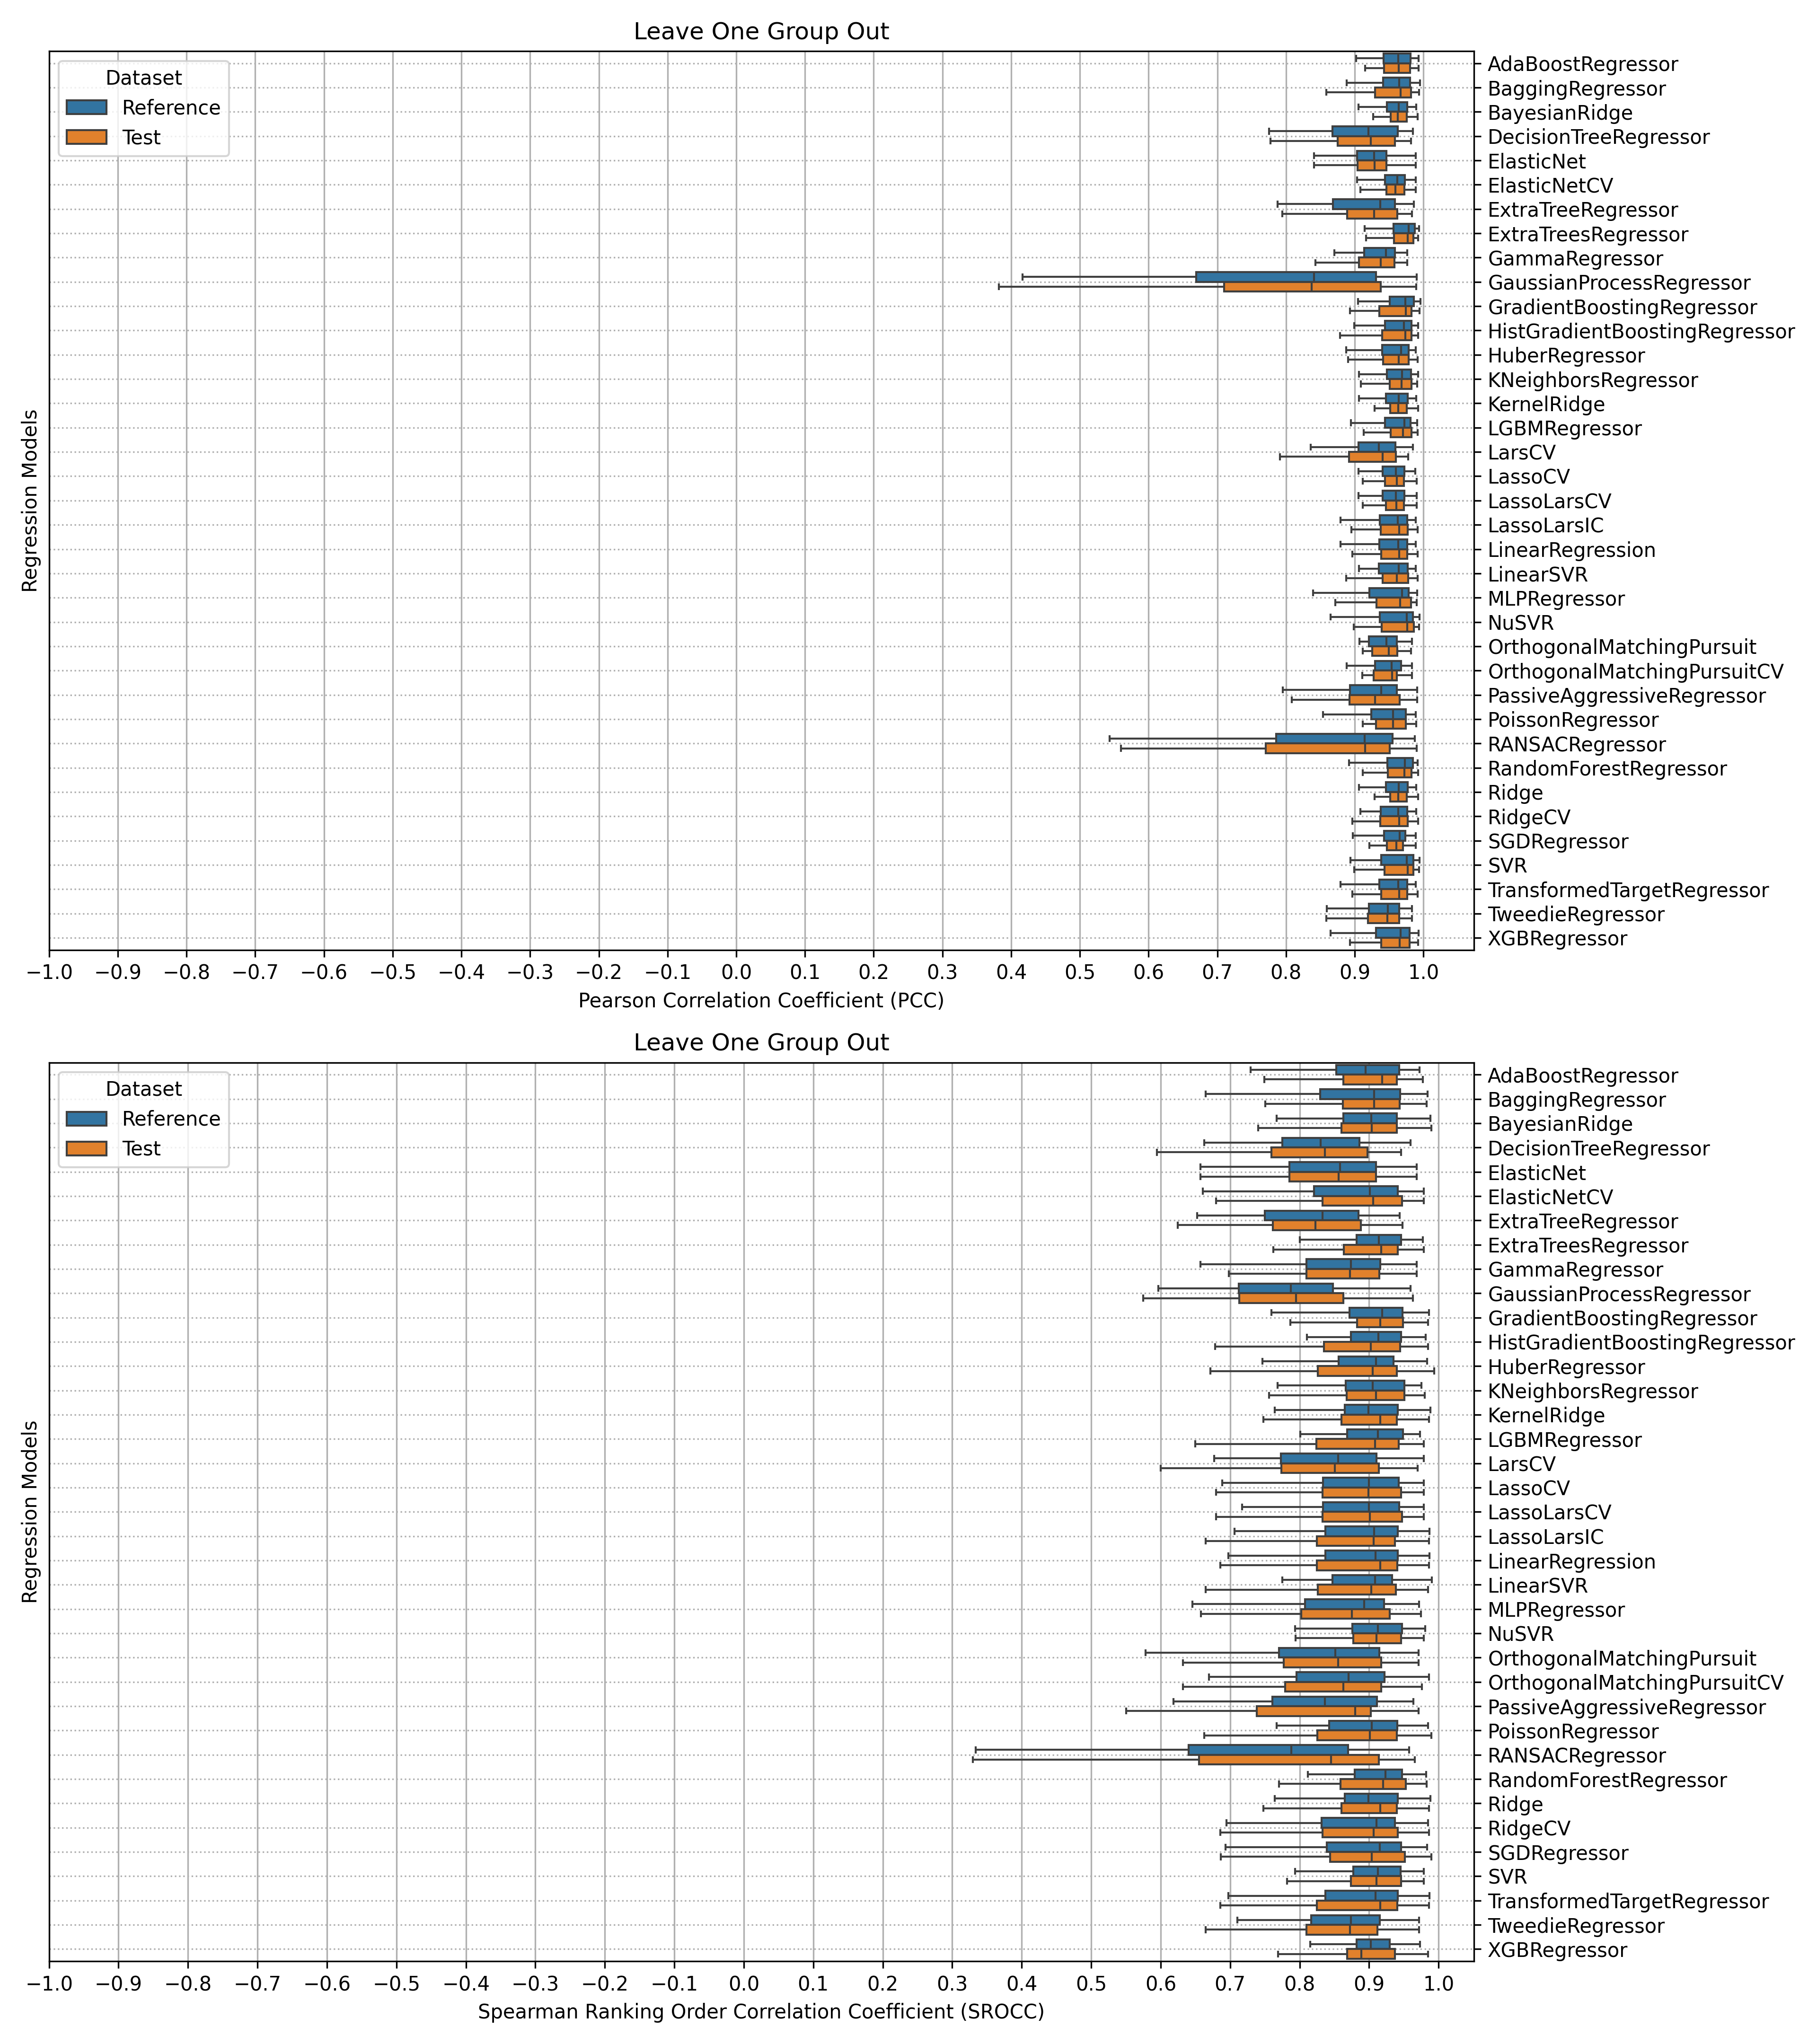 Leave One Group Out
Dataset
Reference
Test
Regression Models
AdaBoostRegressor
BaggingRegressor
BayesianRidge
DecisionTreeRegressor
ElasticNet
ElasticNetCV
ExtraTreeRegressor
ExtraTreesRegressor
GammaRegressor
GaussianProcessRegressor
GradientBoostingRegressor
HistGradientBoostingRegressor
HuberRegressor
KNeighborsRegressor
KernelRidge
LGBMRegressor
LarsCV
LassoCV
LassoLarsCV
LassoLarsIC
LinearRegression
LinearSVR
MLPRegressor
NuSVR
OrthogonalMatchingPursuit
OrthogonalMatchingPursuitCV
PassiveAggressiveRegressor
PoissonRegressor
RANSACRegressor
RandomForestRegressor
Ridge
RidgeCV
SGDRegressor
SVR
TransformedTargetRegressor
TweedieRegressor
XGBRegressor
−1.0 −0.9 −0.8 −0.7 −0.6 −0.5 −0.4 −0.3 −0.2 −0.1 0.0 0.1 0.2 0.3 0.4 0.5 0.6 0.7 0.8 0.9 1.0
Pearson Correlation Coefficient (PCC)
Leave One Group Out
Dataset
Reference
Test
Regression Models
AdaBoostRegressor
BaggingRegressor
BayesianRidge
DecisionTreeRegressor
ElasticNet
ElasticNetCV
ExtraTreeRegressor
ExtraTreesRegressor
GammaRegressor
GaussianProcessRegressor
GradientBoostingRegressor
HistGradientBoostingRegressor
HuberRegressor
KNeighborsRegressor
KernelRidge
LGBMRegressor
LarsCV
LassoCV
LassoLarsCV
LassoLarsIC
LinearRegression
LinearSVR
MLPRegressor
NuSVR
OrthogonalMatchingPursuit
OrthogonalMatchingPursuitCV
PassiveAggressiveRegressor
PoissonRegressor
RANSACRegressor
RandomForestRegressor
Ridge
RidgeCV
SGDRegressor
SVR
TransformedTargetRegressor
TweedieRegressor
XGBRegressor
−1.0 −0.9 −0.8 −0.7 −0.6 −0.5 −0.4 −0.3 −0.2 −0.1 0.0 0.1 0.2 0.3 0.4 0.5 0.6 0.7 0.8 0.9 1.0
Spearman Ranking Order Correlation Coefficient (SROCC)